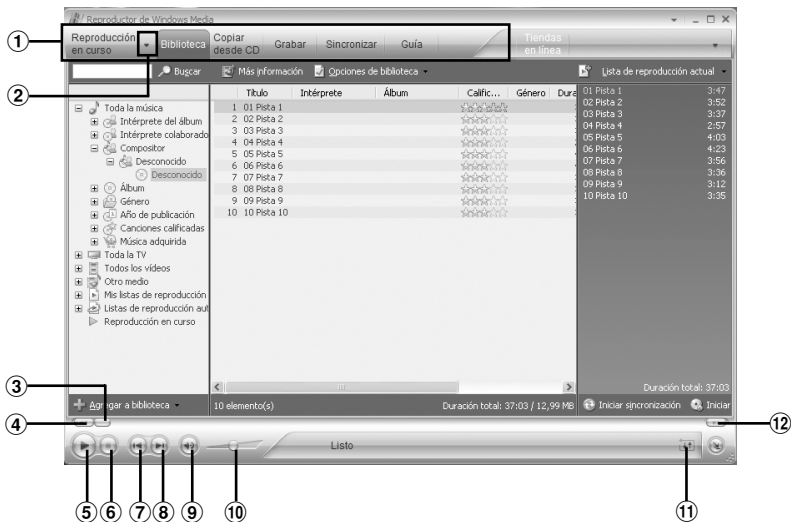 Reproductor de Windows Media
Reproducción en curso
Biblioteca
Copiar desde CD
Grabar
Sincronizar
Guía
Tiendas en línea
Buscar
Más información
Opciones de biblioteca
Lista de reproducción actual
Toda la música
Intérprete del álbum
Intérprete colaborado
Compositor
Desconocido
Desconocido
Álbum
Género
Año de publicación
Canciones calificadas
Música adquirida
Toda la TV
Todos los vídeos
Otro medio
Mis listas de reproducción
Listas de reproducción aut
Reproducción en curso
Título Intérprete Álbum Calific... Género Dura
1 01 Pista 1
2 02 Pista 2
3 03 Pista 3
4 04 Pista 4
5 05 Pista 5
6 06 Pista 6
7 07 Pista 7
8 08 Pista 8
9 09 Pista 9
10 10 Pista 10
01 Pista 1 3:47
02 Pista 2 3:52
03 Pista 3 3:37
04 Pista 4 2:57
05 Pista 5 4:03
06 Pista 6 4:23
07 Pista 7 3:56
08 Pista 8 3:36
09 Pista 9 3:12
10 Pista 10 3:35
Duración total: 37:03
Agregar a biblioteca
10 elemento(s)
Duración total: 37:03 / 12,99 MB
Iniciar sincronización
Iniciar
Listo
1
2
3
4
5
6
7
8
9
10
11
12